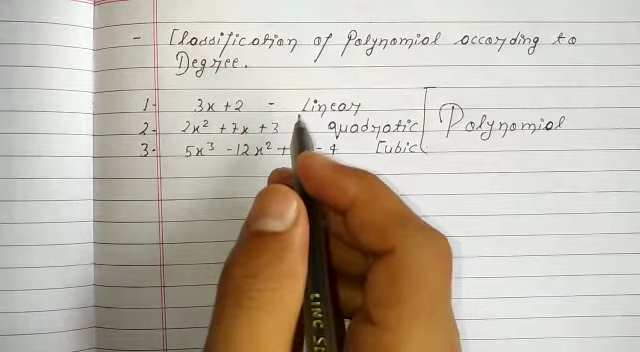 - Classification of Polynomial according to
Degree.
1- 3x + 2 - Linear
2- 2x² + 7x + 3 quadratic
3- 5x³ - 12x² + - 4 Cubic
Polynomial
LINC